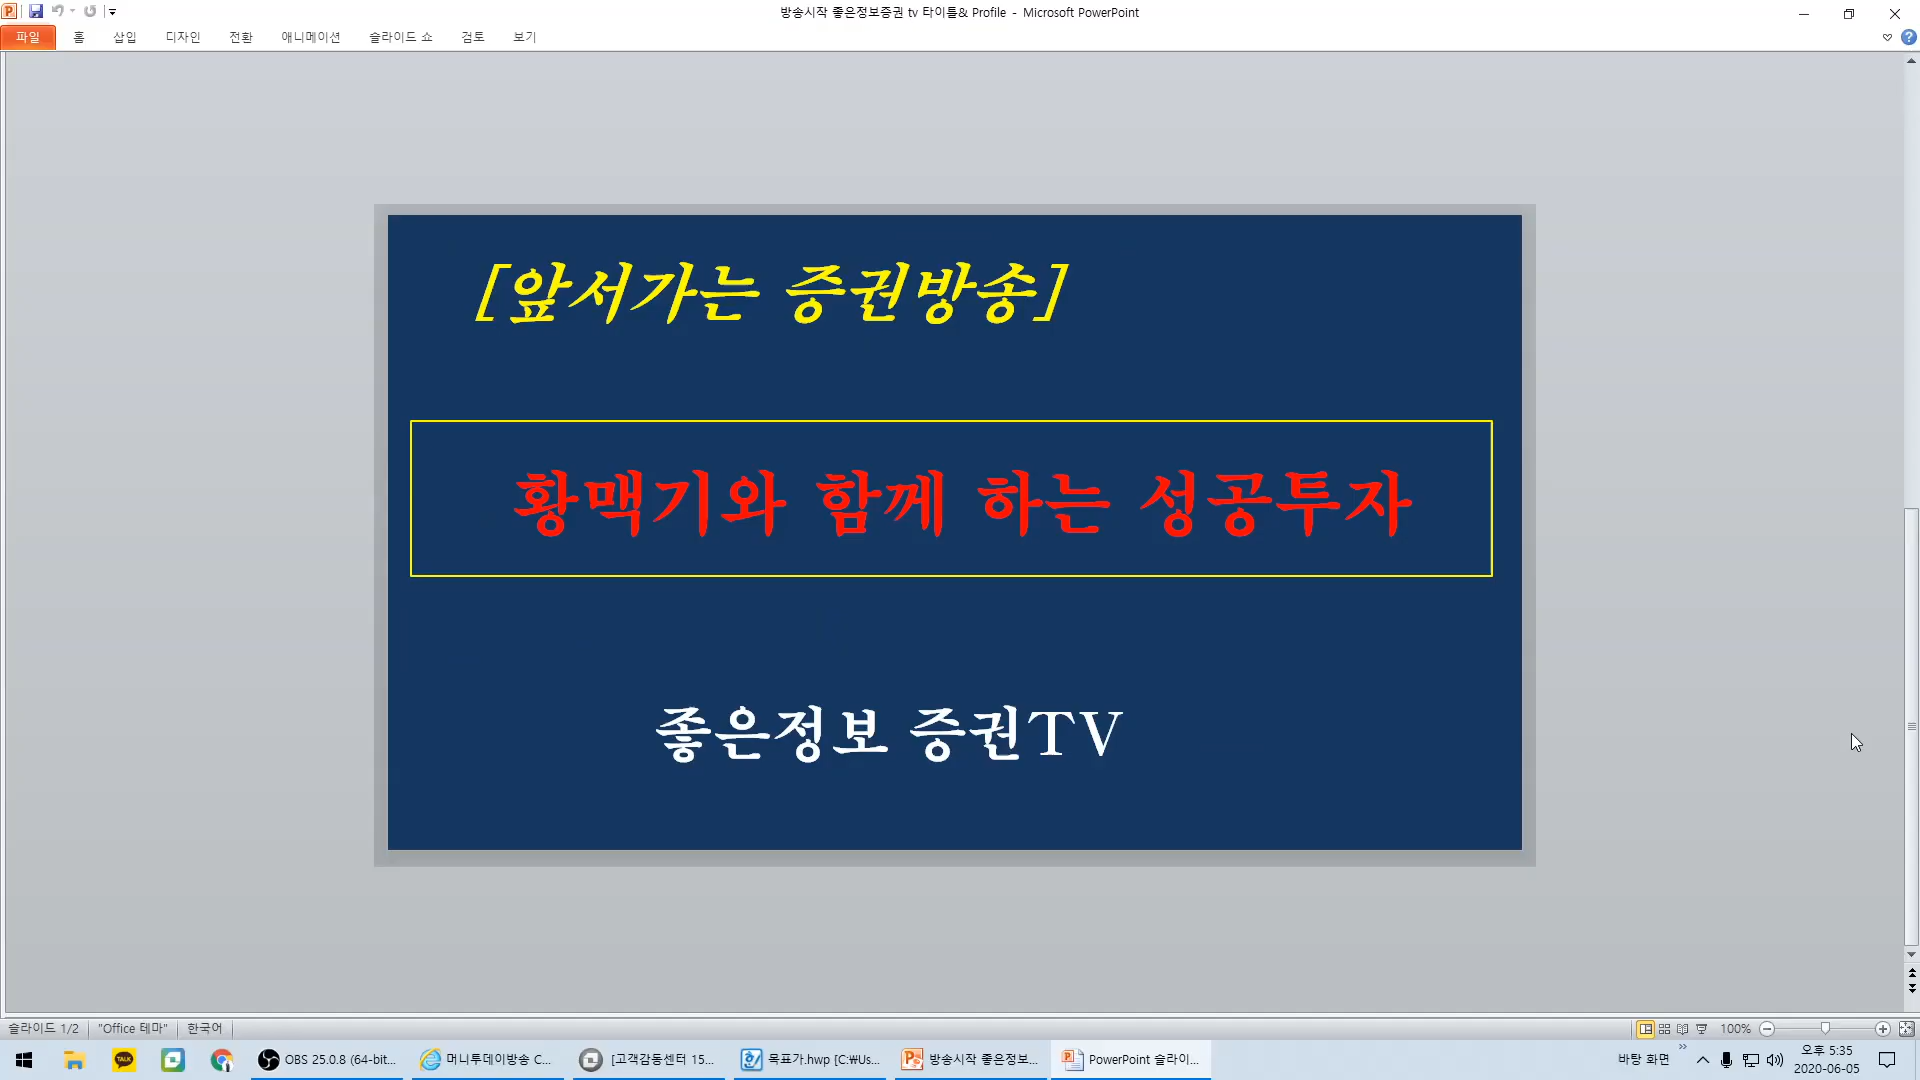 방송시작 좋은정보증권 tv 타이틀& Profile - Microsoft PowerPoint
파일 홈 삽입 디자인 전환 애니메이션 슬라이드 쇼 검토 보기
[앞서가는 증권방송]
황맥기와 함께 하는 성공투자
좋은정보 증권TV
슬라이드 1/2 "Office 테마" 한국어 100%
TALK OBS 25.0.8 (64-bit... 머니투데이방송 C... [고객감동센터 15... 목표가.hwp [C:₩Us... 방송시작 좋은정보... PowerPoint 슬라이... 바탕 화면 오후 5:35
2020-06-05